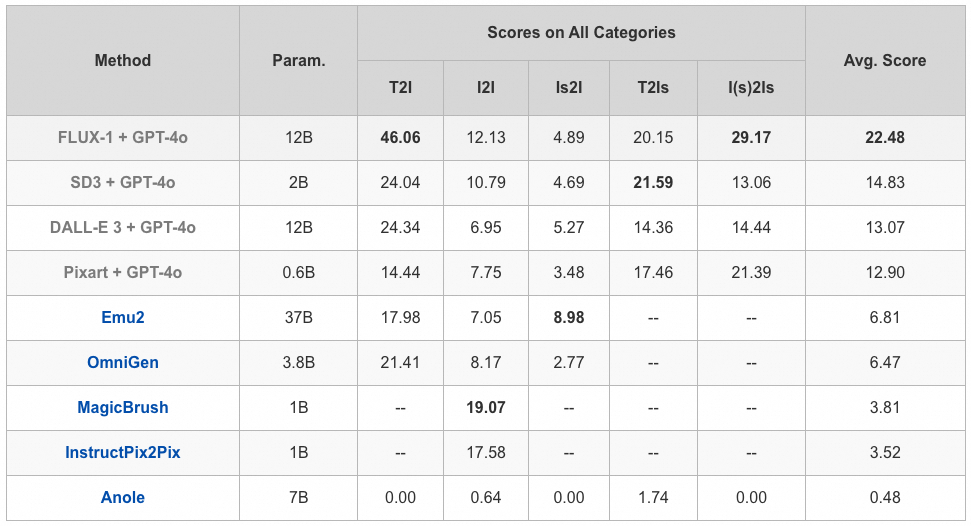 Method Param. Scores on All Categories Avg. Score
T2I I2I Is2I T2Is I(s)2Is
FLUX-1 + GPT-4o 12B 46.06 12.13 4.89 20.15 29.17 22.48
SD3 + GPT-4o 2B 24.04 10.79 4.69 21.59 13.06 14.83
DALL-E 3 + GPT-4o 12B 24.34 6.95 5.27 14.36 14.44 13.07
Pixart + GPT-4o 0.6B 14.44 7.75 3.48 17.46 21.39 12.90
Emu2 37B 17.98 7.05 8.98 -- -- 6.81
OmniGen 3.8B 21.41 8.17 2.77 -- -- 6.47
MagicBrush 1B -- 19.07 -- -- -- 3.81
InstructPix2Pix 1B -- 17.58 -- -- -- 3.52
Anole 7B 0.00 0.64 0.00 1.74 0.00 0.48